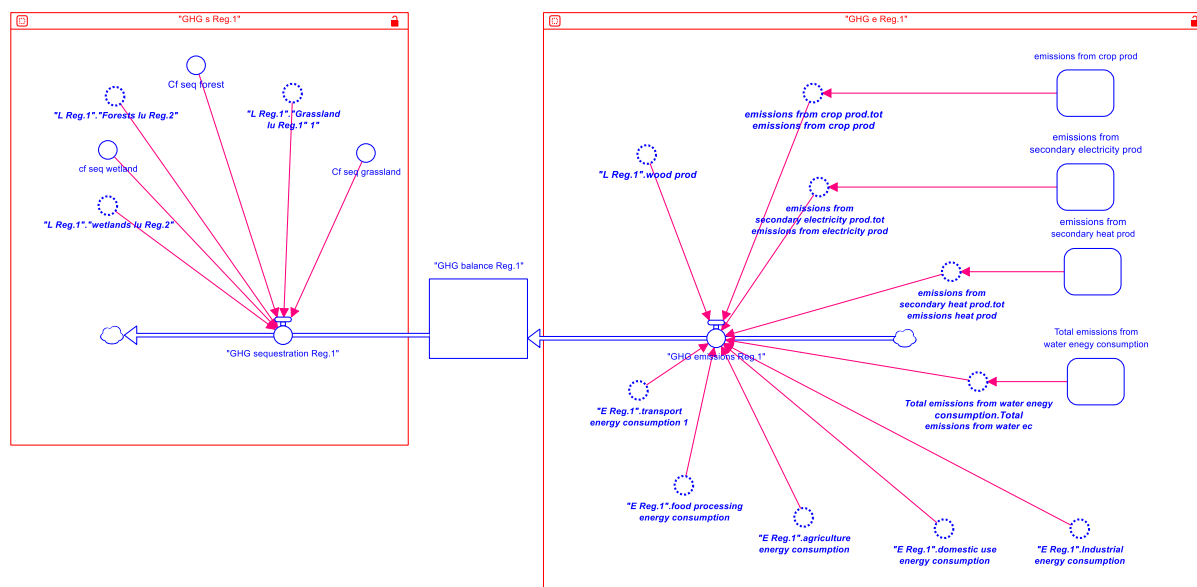 "GHG s Reg.1"
"GHG e Reg.1"
Cf seq forest
"L Reg.1"."Forests lu Reg.2"
"L Reg.1"."Grassland
lu Reg.1" 1"
cf seq wetland
Cf seq grassland
"L Reg.1"."wetlands lu Reg.2"
"GHG sequestration Reg.1"
"GHG balance Reg.1"
emissions from crop prod
emissions from crop prod.tot
emissions from crop prod
emissions from
secondary electricity prod
"L Reg.1".wood prod
emissions from
secondary electricity prod.tot
emissions from electricity prod
emissions from
secondary heat prod
emissions from
secondary heat prod.tot
emissions heat prod
Total emissions from
water enegy consumption
"GHG emissions Reg.1"
Total emissions from water enegy
consumption.Total
emissions from water ec
"E Reg.1".transport
energy consumption 1
"E Reg.1".food processing
energy consumption
"E Reg.1".agriculture
energy consumption
"E Reg.1".domestic use
energy consumption
"E Reg.1".Industrial
energy consumption